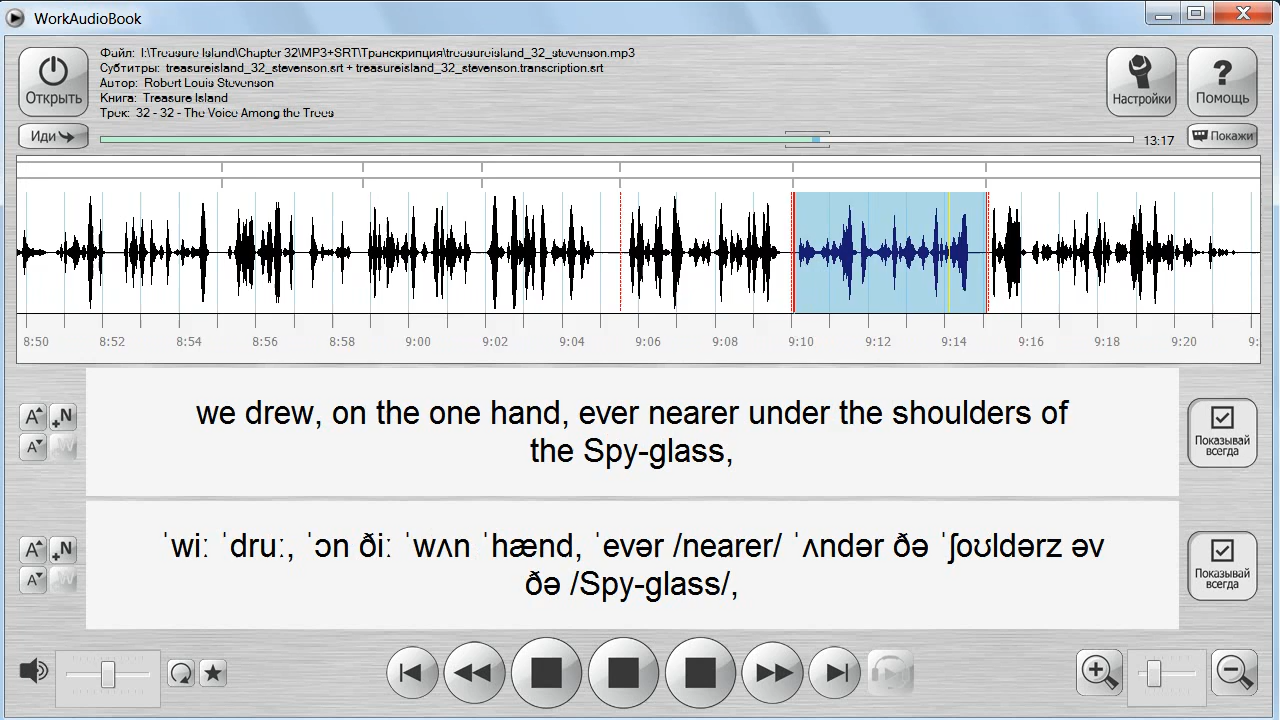 WorkAudioBook
Файл: I:\Treasure Island\Chapter 32\MP3+SRT\Транскрипция\treasureisland_32_stevenson.mp3
Субтитры: treasureisland_32_stevenson.srt + treasureisland_32_stevenson.transcription.srt
Автор: Robert Louis Stevenson
Книга: Treasure Island
Трек: 32 - 32 - The Voice Among the Trees
Открыть
Настройки
? Помощь
Иди
13:17
Покажи
8:50 8:52 8:54 8:56 8:58 9:00 9:02 9:04 9:06 9:08 9:10 9:12 9:14 9:16 9:18 9:20 9:
A +N
A W
we drew, on the one hand, ever nearer under the shoulders of
the Spy-glass,
Показывай
всегда
A +N
A W
ˈwiː ˈdruː, ˈɔn ðiː ˈwʌn ˈhænd, ˈevər /nearer/ ˈʌndər ðə ˈʃoʊldərz əv
ðə /Spy-glass/,
Показывай
всегда